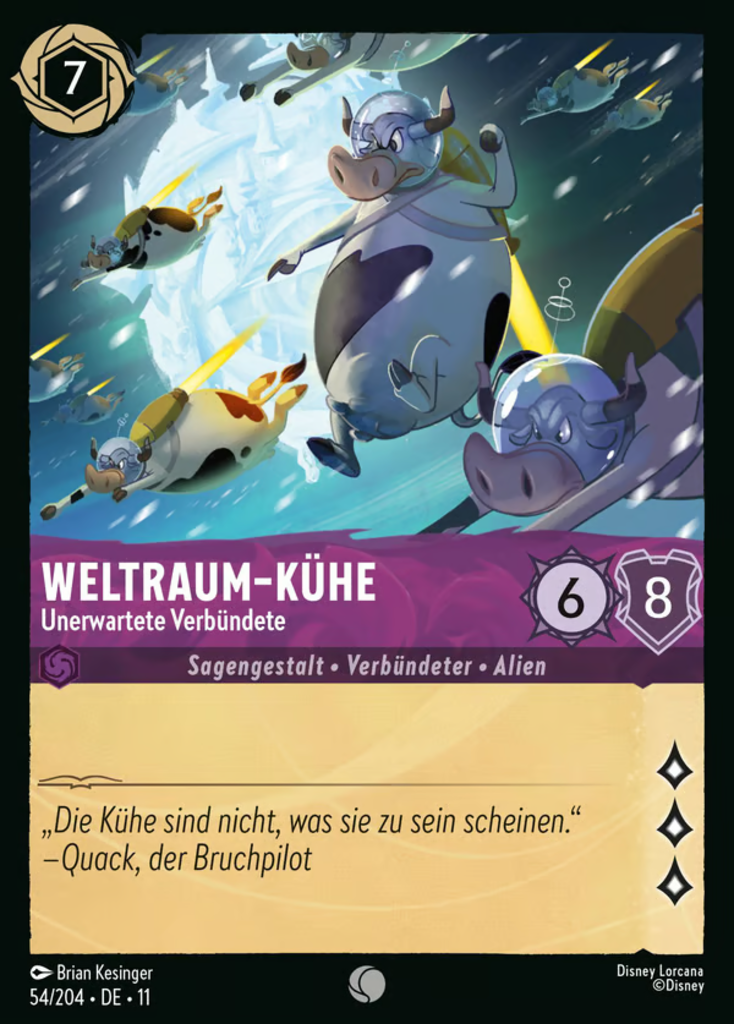 7
WELTRAUM-KÜHE
Unerwartete Verbündete
6
8
Sagengestalt • Verbündeter • Alien
„Die Kühe sind nicht, was sie zu sein scheinen.“
–Quack, der Bruchpilot
Brian Kesinger
54/204 • DE • 11
Disney Lorcana
©Disney